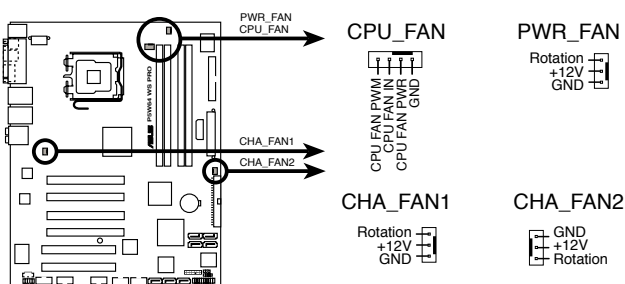 PWR_FAN
CPU_FAN
CPU_FAN
CPU FAN PWM
CPU FAN IN
CPU FAN PWR
GND
PWR_FAN
Rotation
+12V
GND
ASUS P5W64 WS PRO
CHA_FAN1
CHA_FAN2
CHA_FAN1
Rotation
+12V
GND
CHA_FAN2
GND
+12V
Rotation